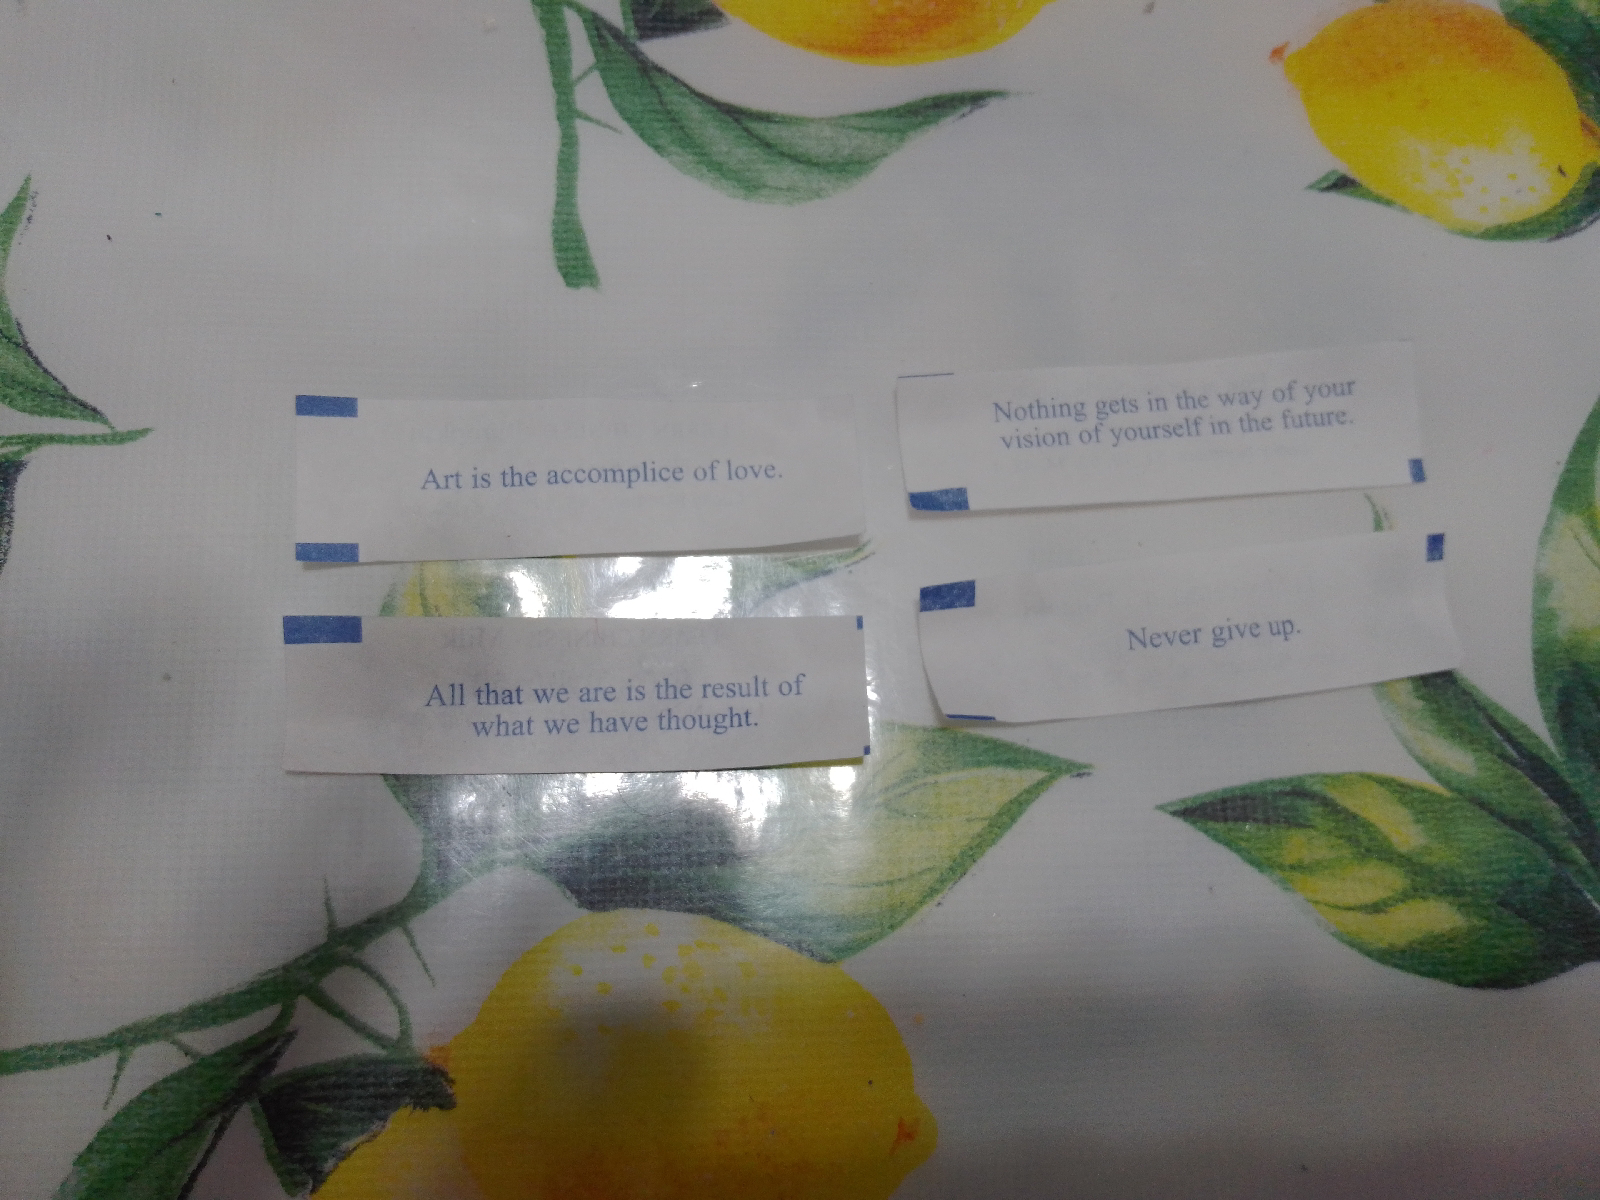 Art is the accomplice of love.
Nothing gets in the way of your
vision of yourself in the future.
All that we are is the result of
what we have thought.
Never give up.